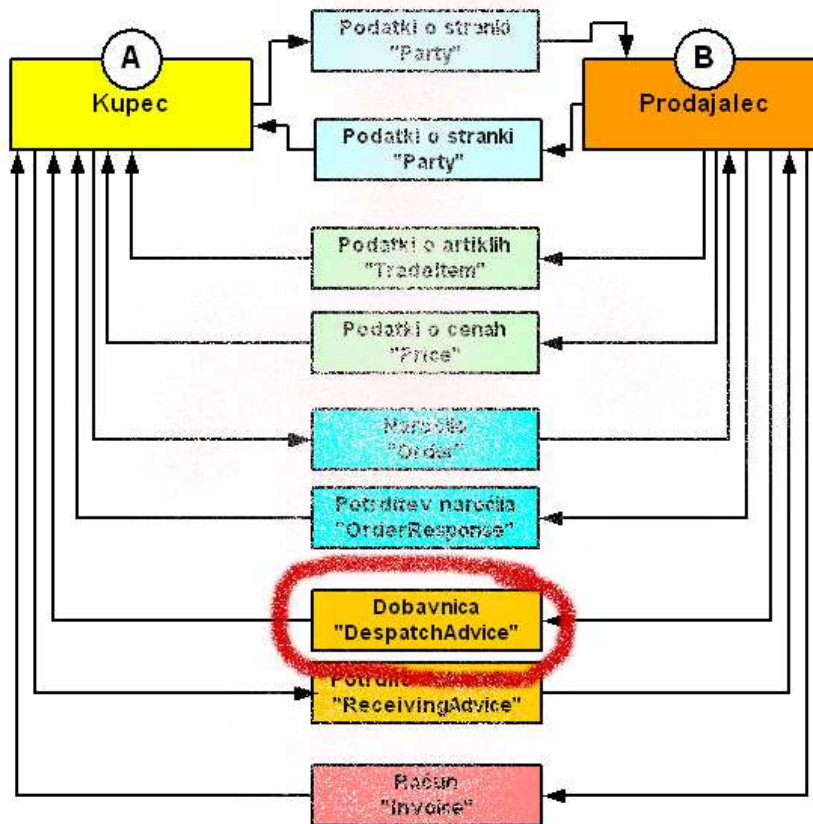 Podatki o stranki
"Party"
A
Kupec
B
Prodajalec
Podatki o stranki
"Party"
Podatki o artiklih
"TradeItem"
Podatki o cenah
"Price"
Naročilo
"Order"
Potrditev naročila
"OrderResponse"
Dobavnica
"DespatchAdvice"
"ReceivingAdvice"
Račun
"Invoice"